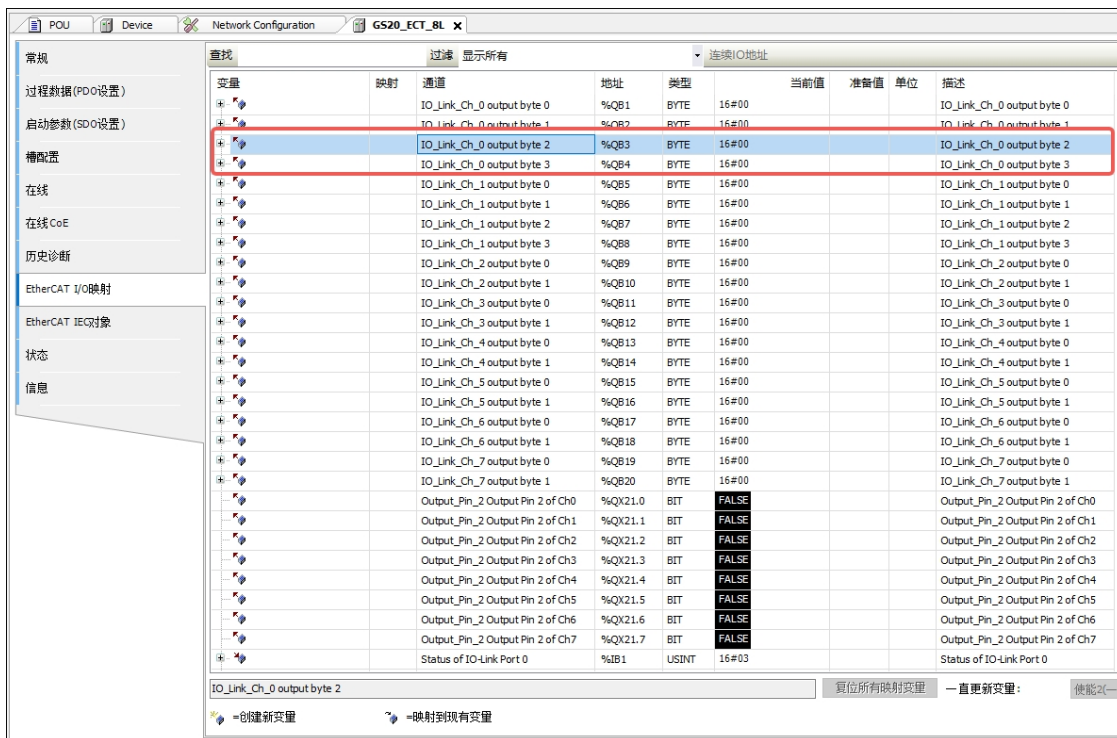 POU Device Network Configuration GS20_ECT_8L X
常规
过程数据(PDO设置)
启动参数(SDO设置)
槽配置
在线
在线CoE
历史诊断
EtherCAT I/O映射
EtherCAT IEC对象
状态
信息
查找 过滤 显示所有 连续IO地址
变量 映射 通道 地址 类型 当前值 准备值 单位 描述
IO_Link_Ch_0 output byte 0 %QB1 BYTE 16#00 IO_Link_Ch_0 output byte 0
IO_Link_Ch_0 output byte 1 %QB2 BYTE 16#00 IO_Link_Ch_0 output byte 1
IO_Link_Ch_0 output byte 2 %QB3 BYTE 16#00 IO_Link_Ch_0 output byte 2
IO_Link_Ch_0 output byte 3 %QB4 BYTE 16#00 IO_Link_Ch_0 output byte 3
IO_Link_Ch_1 output byte 0 %QB5 BYTE 16#00 IO_Link_Ch_1 output byte 0
IO_Link_Ch_1 output byte 1 %QB6 BYTE 16#00 IO_Link_Ch_1 output byte 1
IO_Link_Ch_1 output byte 2 %QB7 BYTE 16#00 IO_Link_Ch_1 output byte 2
IO_Link_Ch_1 output byte 3 %QB8 BYTE 16#00 IO_Link_Ch_1 output byte 3
IO_Link_Ch_2 output byte 0 %QB9 BYTE 16#00 IO_Link_Ch_2 output byte 0
IO_Link_Ch_2 output byte 1 %QB10 BYTE 16#00 IO_Link_Ch_2 output byte 1
IO_Link_Ch_3 output byte 0 %QB11 BYTE 16#00 IO_Link_Ch_3 output byte 0
IO_Link_Ch_3 output byte 1 %QB12 BYTE 16#00 IO_Link_Ch_3 output byte 1
IO_Link_Ch_4 output byte 0 %QB13 BYTE 16#00 IO_Link_Ch_4 output byte 0
IO_Link_Ch_4 output byte 1 %QB14 BYTE 16#00 IO_Link_Ch_4 output byte 1
IO_Link_Ch_5 output byte 0 %QB15 BYTE 16#00 IO_Link_Ch_5 output byte 0
IO_Link_Ch_5 output byte 1 %QB16 BYTE 16#00 IO_Link_Ch_5 output byte 1
IO_Link_Ch_6 output byte 0 %QB17 BYTE 16#00 IO_Link_Ch_6 output byte 0
IO_Link_Ch_6 output byte 1 %QB18 BYTE 16#00 IO_Link_Ch_6 output byte 1
IO_Link_Ch_7 output byte 0 %QB19 BYTE 16#00 IO_Link_Ch_7 output byte 0
IO_Link_Ch_7 output byte 1 %QB20 BYTE 16#00 IO_Link_Ch_7 output byte 1
Output_Pin_2 Output Pin 2 of Ch0 %QX21.0 BIT FALSE Output_Pin_2 Output Pin 2 of Ch0
Output_Pin_2 Output Pin 2 of Ch1 %QX21.1 BIT FALSE Output_Pin_2 Output Pin 2 of Ch1
Output_Pin_2 Output Pin 2 of Ch2 %QX21.2 BIT FALSE Output_Pin_2 Output Pin 2 of Ch2
Output_Pin_2 Output Pin 2 of Ch3 %QX21.3 BIT FALSE Output_Pin_2 Output Pin 2 of Ch3
Output_Pin_2 Output Pin 2 of Ch4 %QX21.4 BIT FALSE Output_Pin_2 Output Pin 2 of Ch4
Output_Pin_2 Output Pin 2 of Ch5 %QX21.5 BIT FALSE Output_Pin_2 Output Pin 2 of Ch5
Output_Pin_2 Output Pin 2 of Ch6 %QX21.6 BIT FALSE Output_Pin_2 Output Pin 2 of Ch6
Output_Pin_2 Output Pin 2 of Ch7 %QX21.7 BIT FALSE Output_Pin_2 Output Pin 2 of Ch7
Status of IO-Link Port 0 %IB1 USINT 16#03 Status of IO-Link Port 0
IO_Link_Ch_0 output byte 2 复位所有映射变量 一直更新变量: 使能2(一
=创建新变量 =映射到现有变量